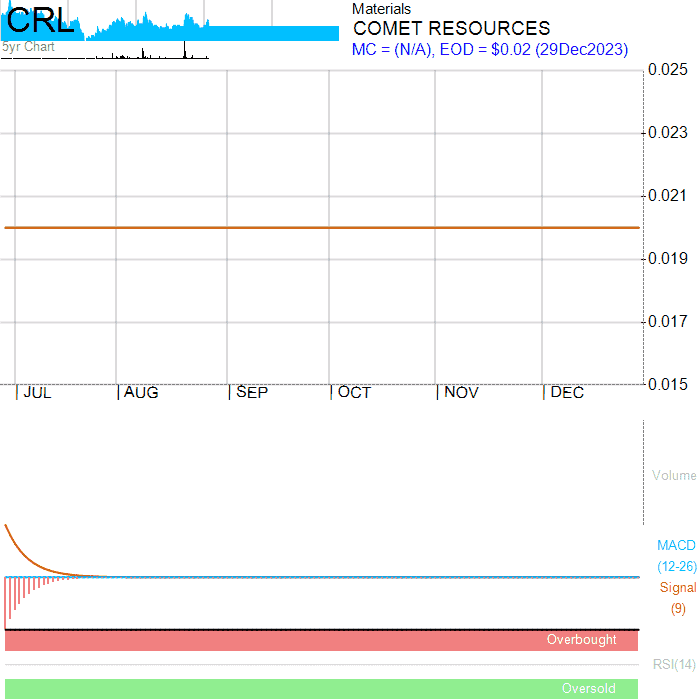 CRL
5yr Chart
Materials
COMET RESOURCES
MC = (N/A), EOD = $0.02 (29Dec2023)
0.025
0.023
0.021
0.019
0.017
0.015
JUL AUG SEP OCT NOV DEC
Volume
MACD
(12-26)
Signal
(9)
Overbought
RSI(14)
Oversold